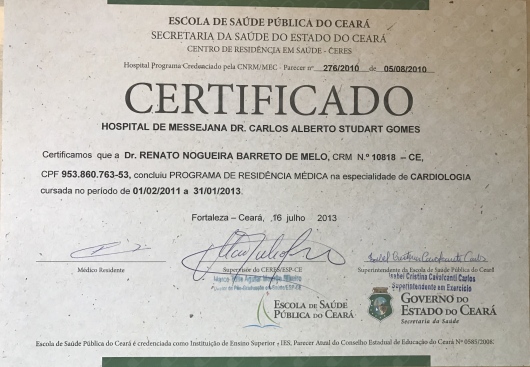 ESCOLA DE SAÚDE PÚBLICA DO CEARÁ
SECRETARIA DA SAÚDE DO ESTADO DO CEARÁ
CENTRO DE RESIDÊNCIA EM SAÚDE - CERES
Hospital Programa Credenciado pela CNRM/MEC - Parecer nº 276/2010 de 05/08/2010
CERTIFICADO
HOSPITAL DE MESSEJANA DR. CARLOS ALBERTO STUDART GOMES
Certificamos que a Dr. RENATO NOGUEIRA BARRETO DE MELO, CRM N.º 10818 – CE,
CPF 953.860.763-53, concluiu PROGRAMA DE RESIDÊNCIA MÉDICA na especialidade de CARDIOLOGIA
cursada no período de 01/02/2011 a 31/01/2013.
Fortaleza – Ceará, 16 julho 2013
Médico Residente
Supervisor do CERES/ESP-CE
Superintendente da Escola de Saúde Pública do Ceará
Isabel Cristina Cavalcanti Carlos
Superintendente em Exercício
ESCOLA DE SAÚDE
PÚBLICA DO CEARÁ
GOVERNO DO
ESTADO DO CEARÁ
Secretaria da Saúde
Escola de Saúde Pública do Ceará é credenciada como Instituição de Ensino Superior - IES, Parecer Atual do Conselho Estadual de Educação do Ceará Nº 0585/2008.